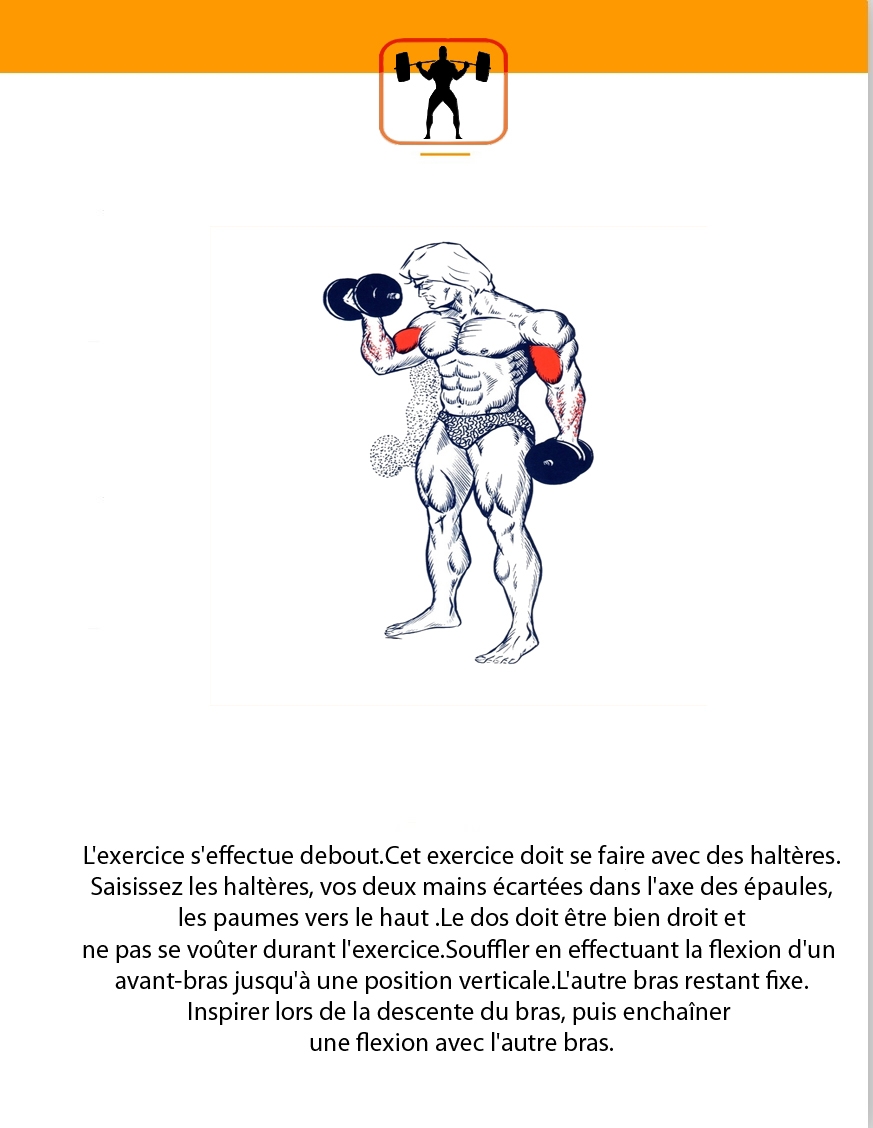 L'exercice s'effectue debout.Cet exercice doit se faire avec des haltères.
Saisissez les haltères, vos deux mains écartées dans l'axe des épaules,
les paumes vers le haut .Le dos doit être bien droit et
ne pas se voûter durant l'exercice.Souffler en effectuant la flexion d'un
avant-bras jusqu'à une position verticale.L'autre bras restant fixe.
Inspirer lors de la descente du bras, puis enchaîner
une flexion avec l'autre bras.